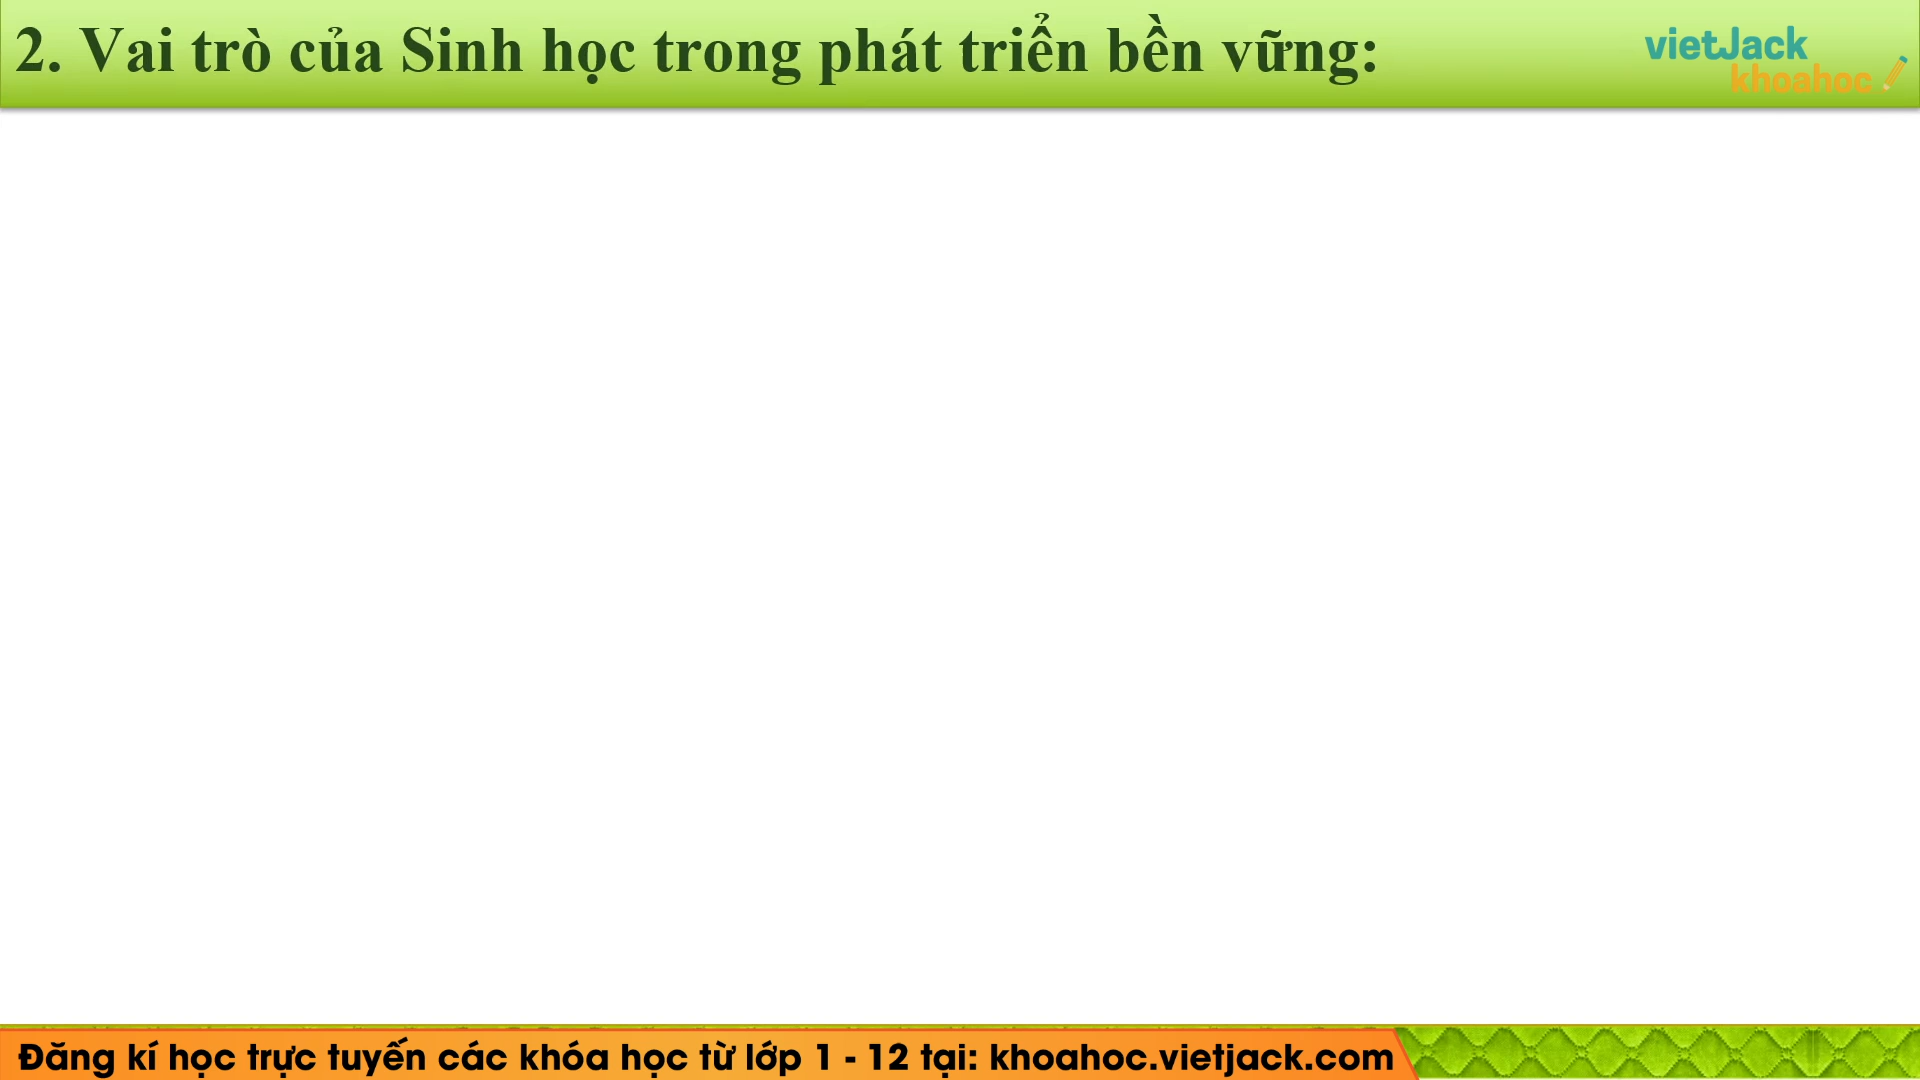 2. Vai trò của Sinh học trong phát triển bền vững:
vietJack
khoahoc
Đăng kí học trực tuyến các khóa học từ lớp 1 - 12 tại: khoahoc.vietjack.com